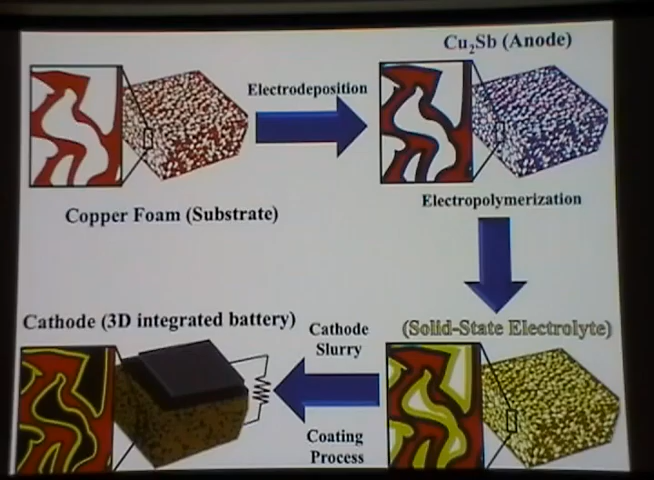 Cu₂Sb (Anode)
Electrodeposition
Copper Foam (Substrate)
Electropolymerization
Cathode (3D integrated battery)
Cathode
Slurry
(Solid-State Electrolyte)
Coating
Process